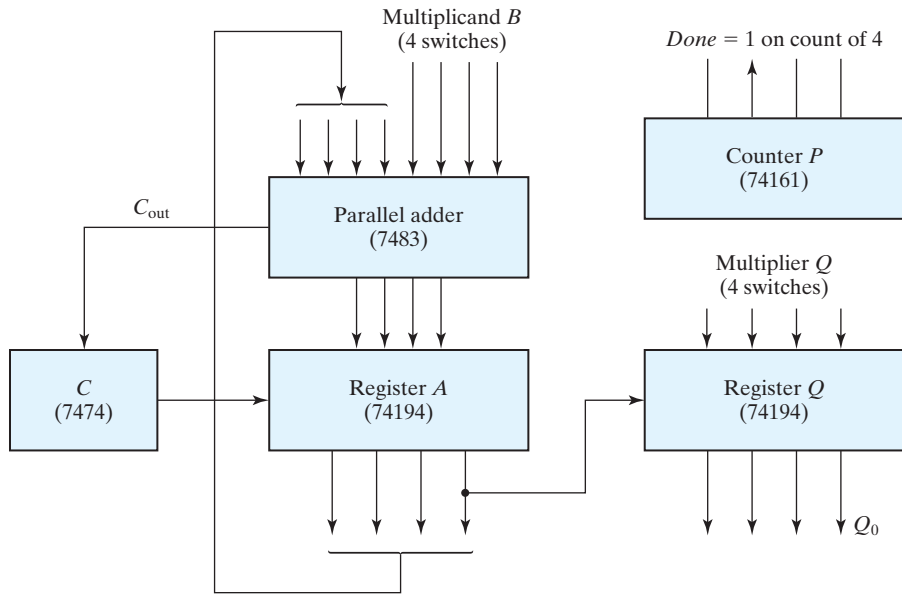 Multiplicand B
(4 switches)
Done = 1 on count of 4
Counter P
(74161)
Parallel adder
(7483)
Cout
Multiplier Q
(4 switches)
C
(7474)
Register A
(74194)
Register Q
(74194)
Q0